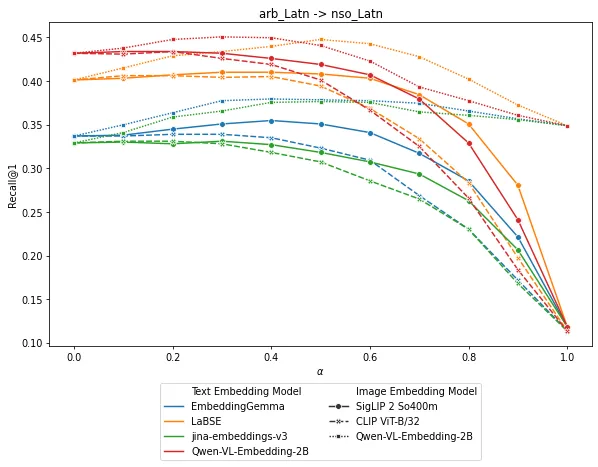 arb_Latn -> nso_Latn
Recall@1
0.45
0.40
0.35
0.30
0.25
0.20
0.15
0.10
0.0 0.2 0.4 0.6 0.8 1.0
α
Text Embedding Model
EmbeddingGemma
LaBSE
jina-embeddings-v3
Qwen-VL-Embedding-2B
Image Embedding Model
SigLIP 2 So400m
CLIP ViT-B/32
Qwen-VL-Embedding-2B